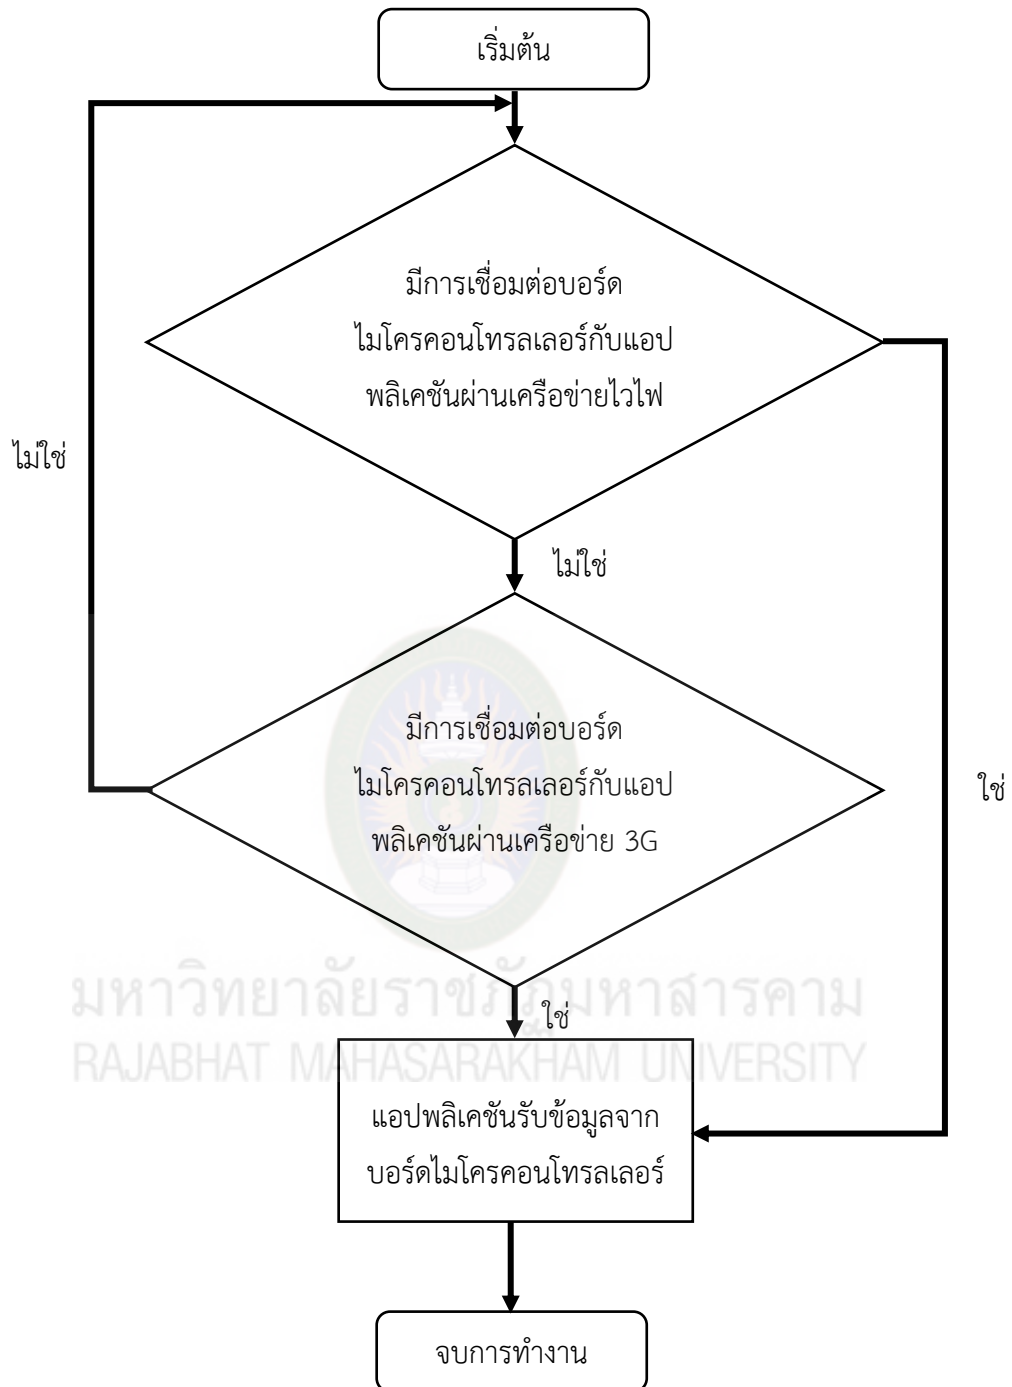 เริ่มต้น
มีการเชื่อมต่อบอร์ด
ไมโครคอนโทรลเลอร์กับแอป
พลิเคชันผ่านเครือข่ายไวไฟ
ไม่ใช่
ไม่ใช่
มีการเชื่อมต่อบอร์ด
ไมโครคอนโทรลเลอร์กับแอป
พลิเคชันผ่านเครือข่าย 3G
ใช่
มหาวิทยาลัยราชภัฏมหาสารคาม
ใช่
RAJABHAT MAHASARAKHAM UNIVERSITY
แอปพลิเคชันรับข้อมูลจาก
บอร์ดไมโครคอนโทรลเลอร์
จบการทำงาน